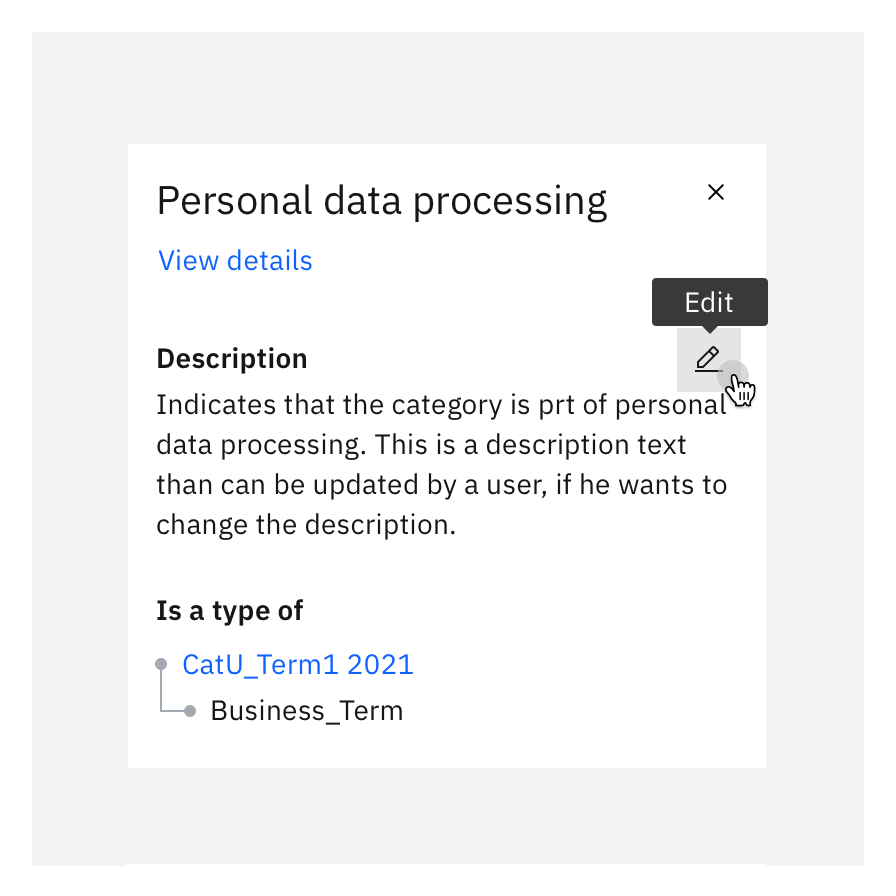 Personal data processing
View details
Edit
Description
Indicates that the category is prt of personal
data processing. This is a description text
than can be updated by a user, if he wants to
change the description.
Is a type of
CatU_Term1 2021
Business_Term